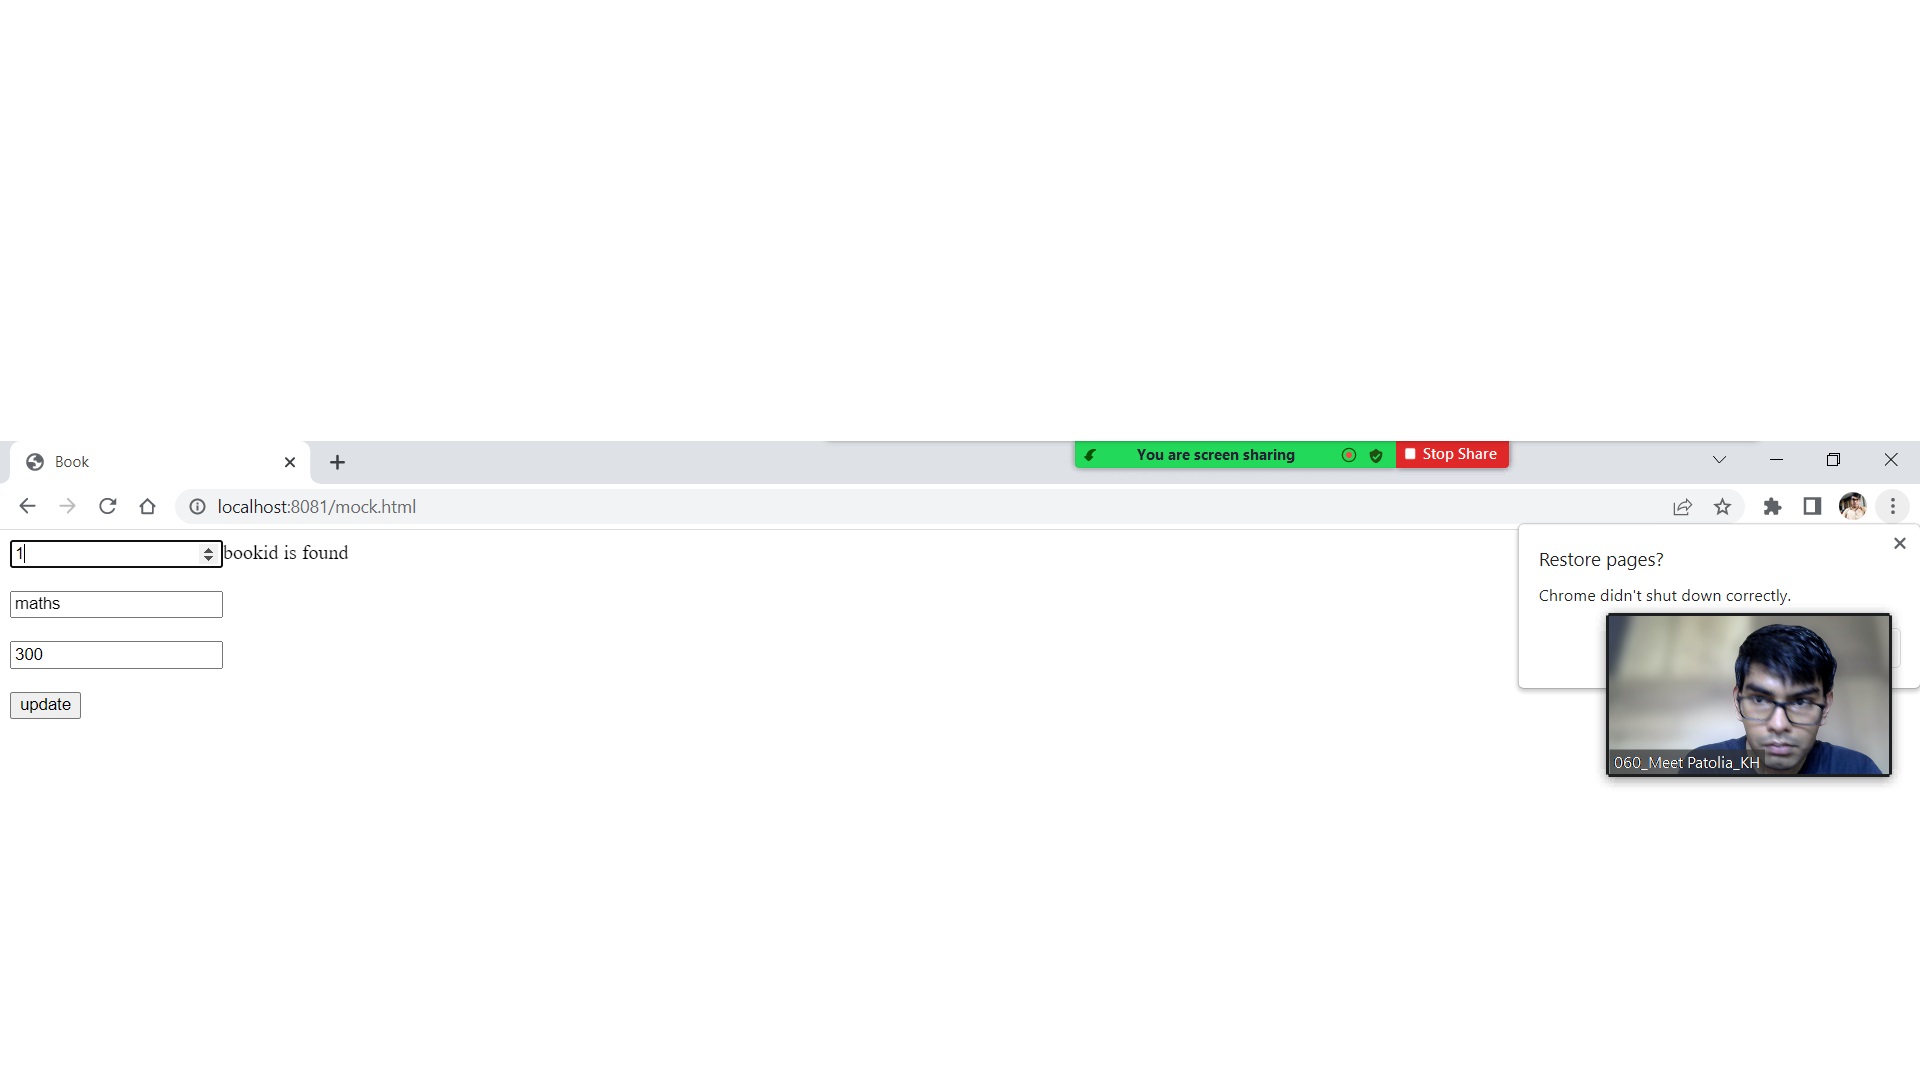 Book
You are screen sharing
Stop Share
localhost:8081/mock.html
1
bookid is found
maths
300
update
Restore pages?
Chrome didn't shut down correctly.
060_Meet Patolia_KH